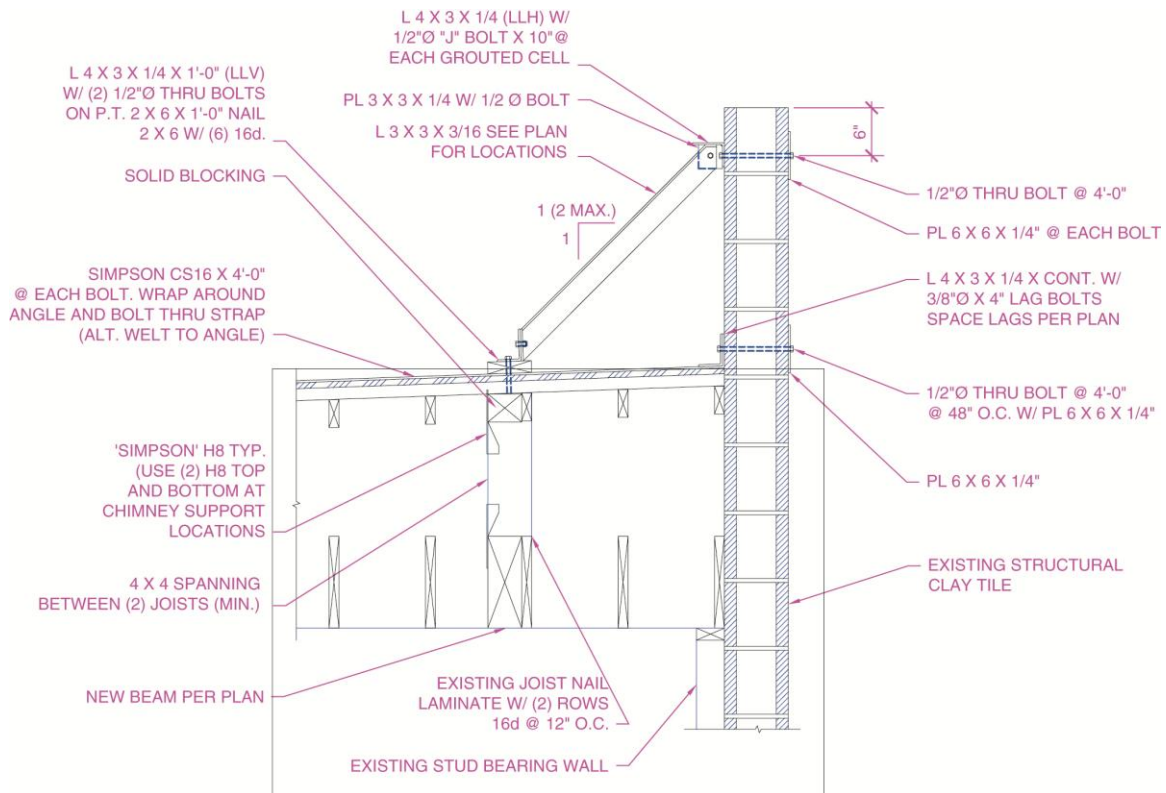 L 4 X 3 X 1/4 (LLH) W/
1/2"Ø "J" BOLT X 10"@
EACH GROUTED CELL
L 4 X 3 X 1/4 X 1'-0" (LLV)
W/ (2) 1/2"Ø THRU BOLTS
ON P.T. 2 X 6 X 1'-0" NAIL
2 X 6 W/ (6) 16d.
PL 3 X 3 X 1/4 W/ 1/2 Ø BOLT
L 3 X 3 X 3/16 SEE PLAN
FOR LOCATIONS
SOLID BLOCKING
6"
1/2"Ø THRU BOLT @ 4'-0"
1 (2 MAX.)
1
PL 6 X 6 X 1/4" @ EACH BOLT
SIMPSON CS16 X 4'-0"
@ EACH BOLT. WRAP AROUND
ANGLE AND BOLT THRU STRAP
(ALT. WELT TO ANGLE)
L 4 X 3 X 1/4 X CONT. W/
3/8"Ø X 4" LAG BOLTS
SPACE LAGS PER PLAN
1/2"Ø THRU BOLT @ 4'-0"
@ 48" O.C. W/ PL 6 X 6 X 1/4"
'SIMPSON' H8 TYP.
(USE (2) H8 TOP
AND BOTTOM AT
CHIMNEY SUPPORT
LOCATIONS
PL 6 X 6 X 1/4"
4 X 4 SPANNING
BETWEEN (2) JOISTS (MIN.)
EXISTING STRUCTURAL
CLAY TILE
NEW BEAM PER PLAN
EXISTING JOIST NAIL
LAMINATE W/ (2) ROWS
16d @ 12" O.C.
EXISTING STUD BEARING WALL